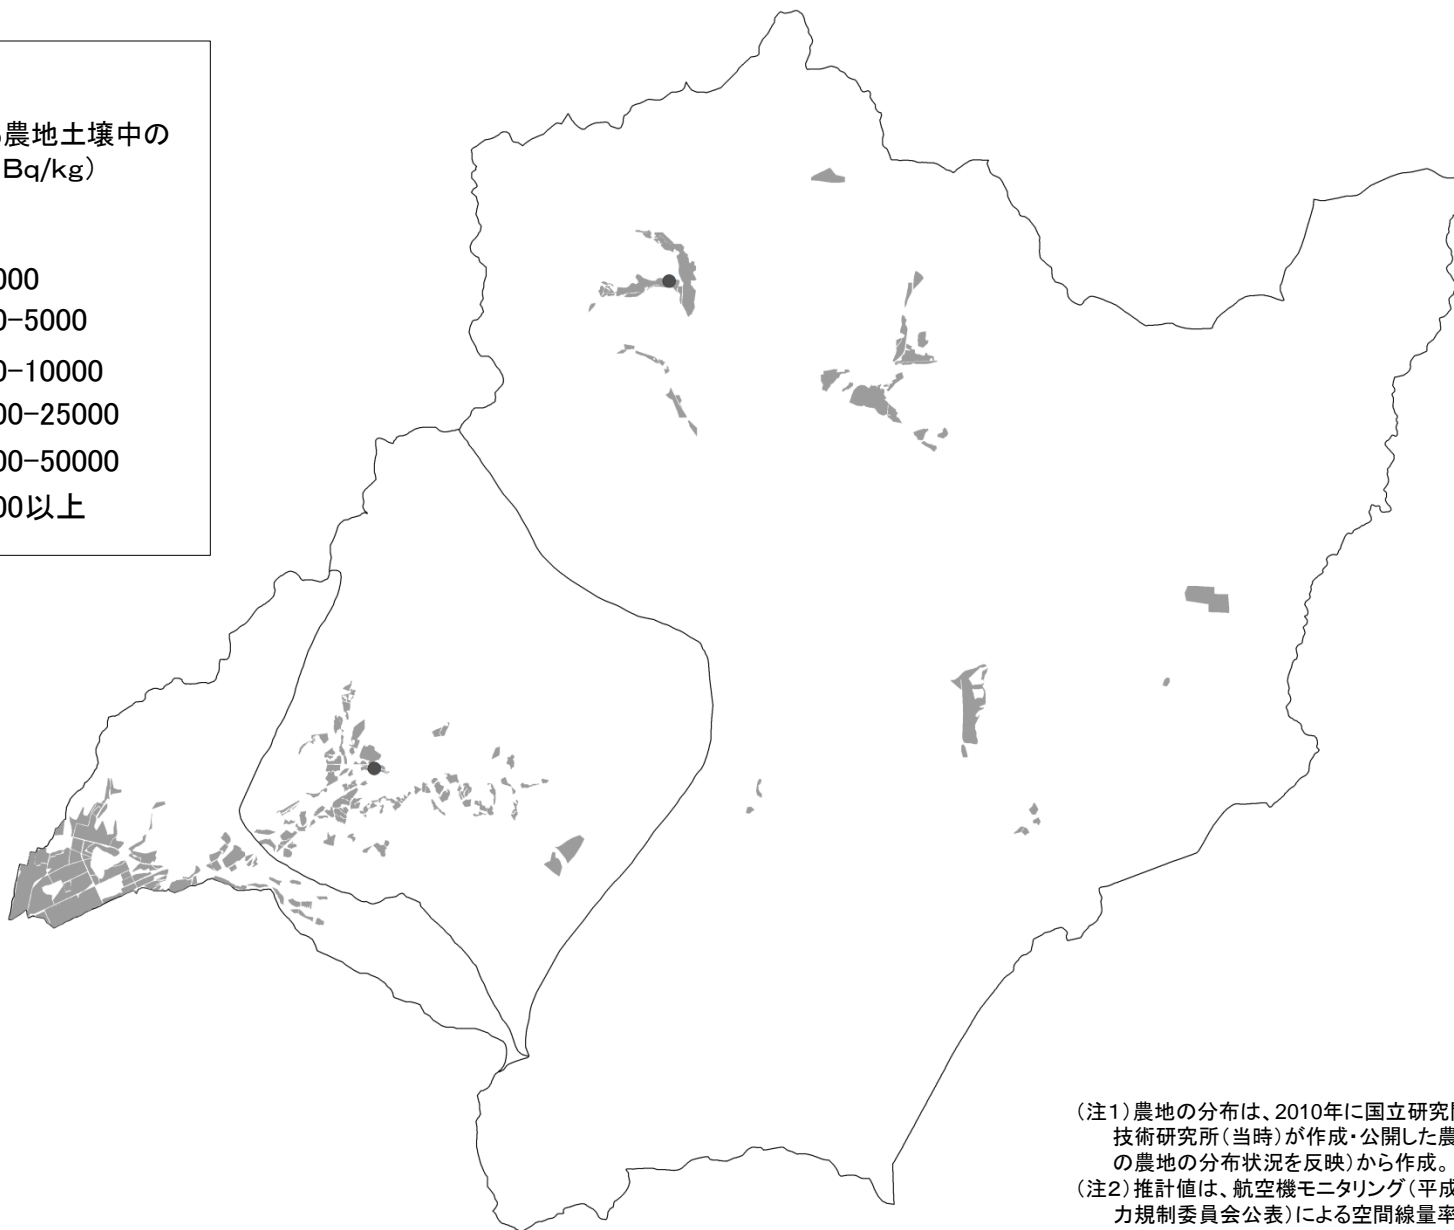 農地土壌中の
Bq/kg）
000
0-5000
0-10000
00-25000
00-50000
00以上
（注1）農地の分布は、2010年に国立研究
技術研究所（当時）が作成・公開した農
の農地の分布状況を反映）から作成。
（注2）推計値は、航空機モニタリング（平成
力規制委員会公表）による空間線量率